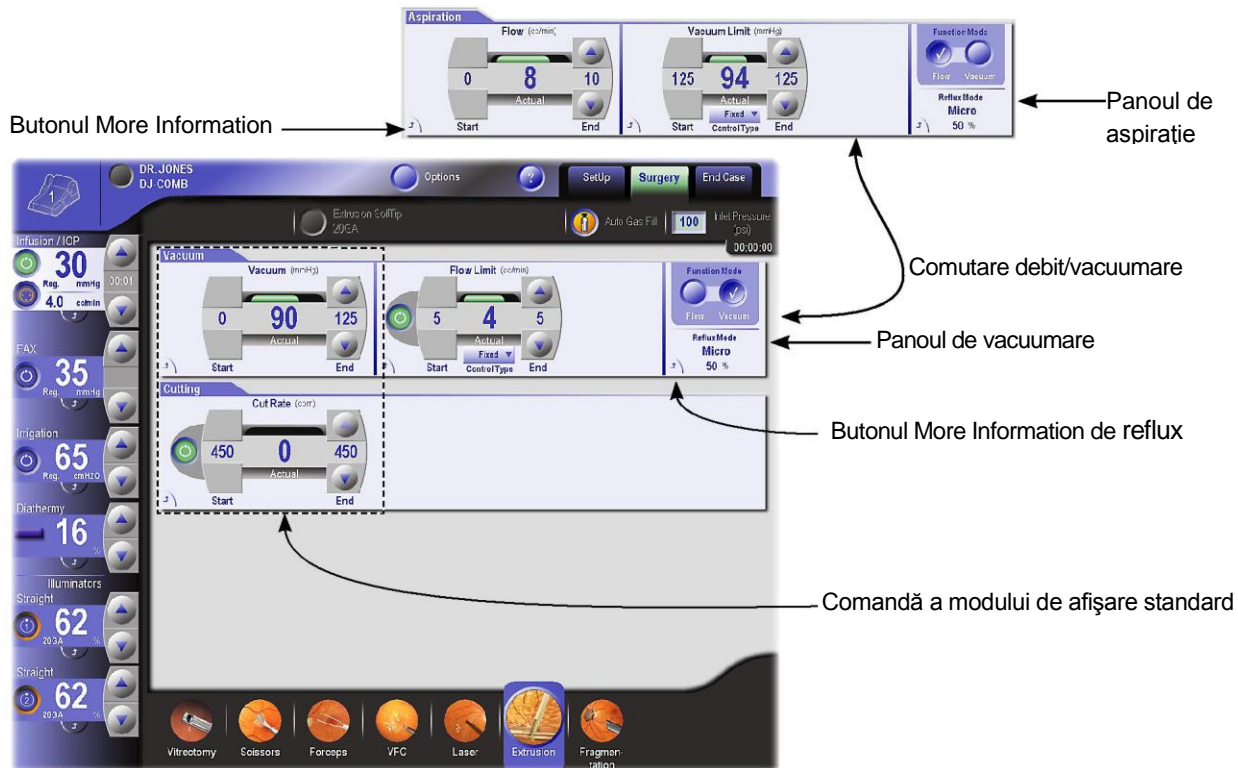 Aspiration
Flow (cc/min)
0 8 10
Actual
Start End
Vacuum Limit (mmHg)
125 94 125
Actual
Fixed
Start Control Type End
Function Mode
Flow Vacuum
Reflux Mode
Micro
50 %
Panoul de
aspirație
Butonul More Information
1
DR. JONES
DJ-COMB
Options
?
SetUp
Surgery
End Case
Extrusion SoftTip
20GA
Auto Gas Fill
100
Inlet Pressure
(psi)
00:00:00
Infusion / IOP
30
Reg. mmHg
00:01
4.0 cc/min
FAX
35
Reg. mmHg
Irrigation
65
Reg. cmH2O
Diathermy
16
%
Illuminators
Straight
1
62
20GA %
Straight
2
62
20GA %
Vacuum
Vacuum (mmHg)
0 90 125
Actual
Start End
Flow Limit (cc/min)
5 4 5
Actual
Fixed
Start Control Type End
Function Mode
Flow Vacuum
Reflux Mode
Micro
50 %
Cutting
Cut Rate (cpm)
450 0 450
Actual
Start End
Comutare debit/vacuumare
Panoul de vacuumare
Butonul More Information de reflux
Comandă a modului de afişare standard
Vitrectomy
Scissors
Forceps
VFC
Laser
Extrusion
Fragmen-
tation